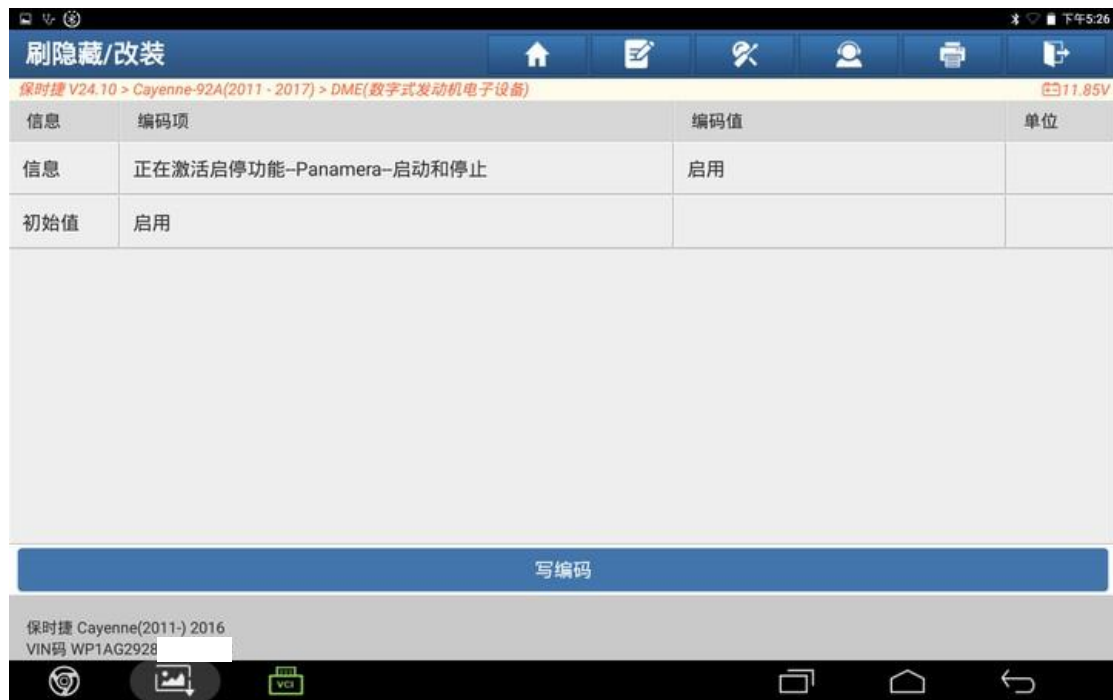 下午5:26
刷隐藏/改装
保时捷 V24.10 > Cayenne-92A(2011 - 2017) > DME(数字式发动机电子设备) 11.85V
信息 编码项 编码值 单位
信息 正在激活启停功能--Panamera--启动和停止 启用
初始值 启用
写编码
保时捷 Cayenne(2011-) 2016
VIN码 WP1AG2928
VCI